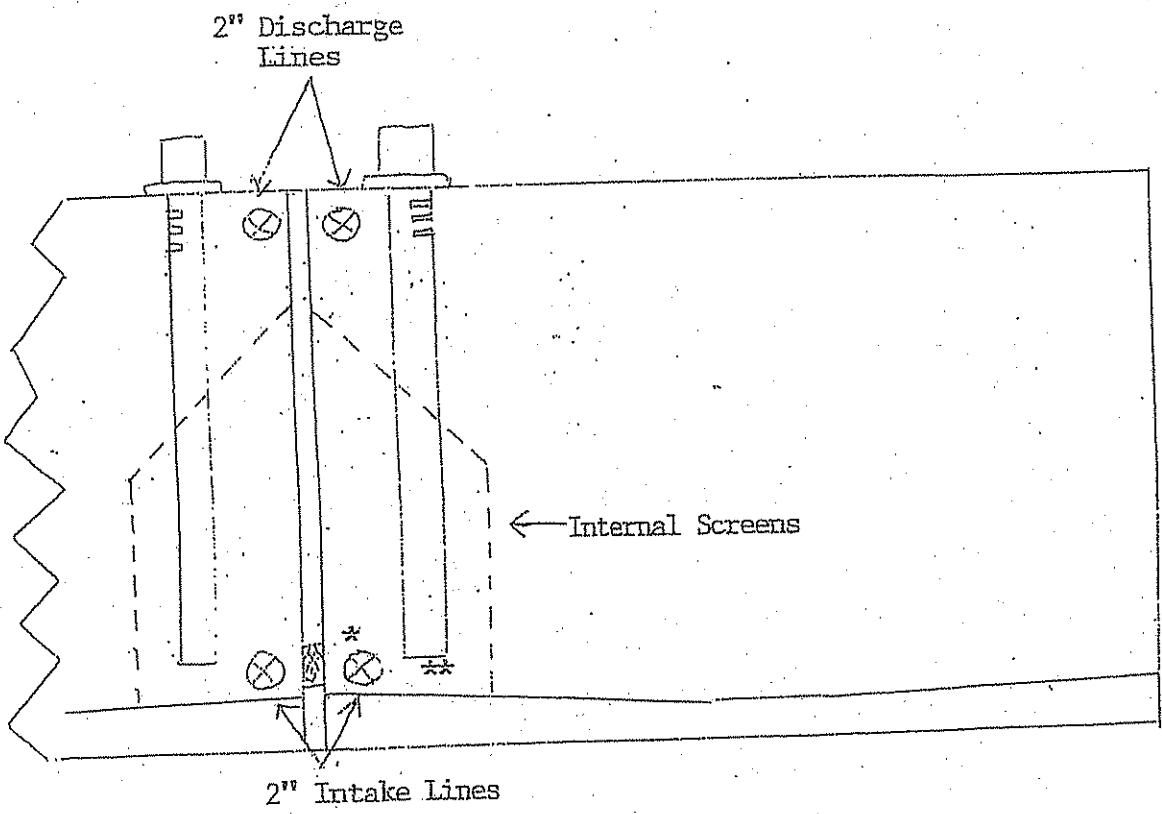 2" Discharge
Lines
Internal Screens
*
**
2" Intake Lines